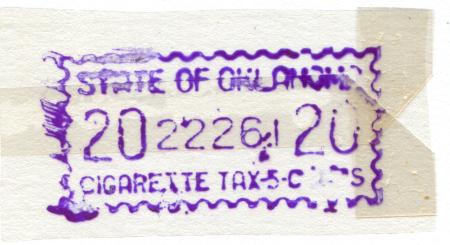 STATE OF OKLAHOMA
20 22261 20
CIGARETTE TAX-5-C